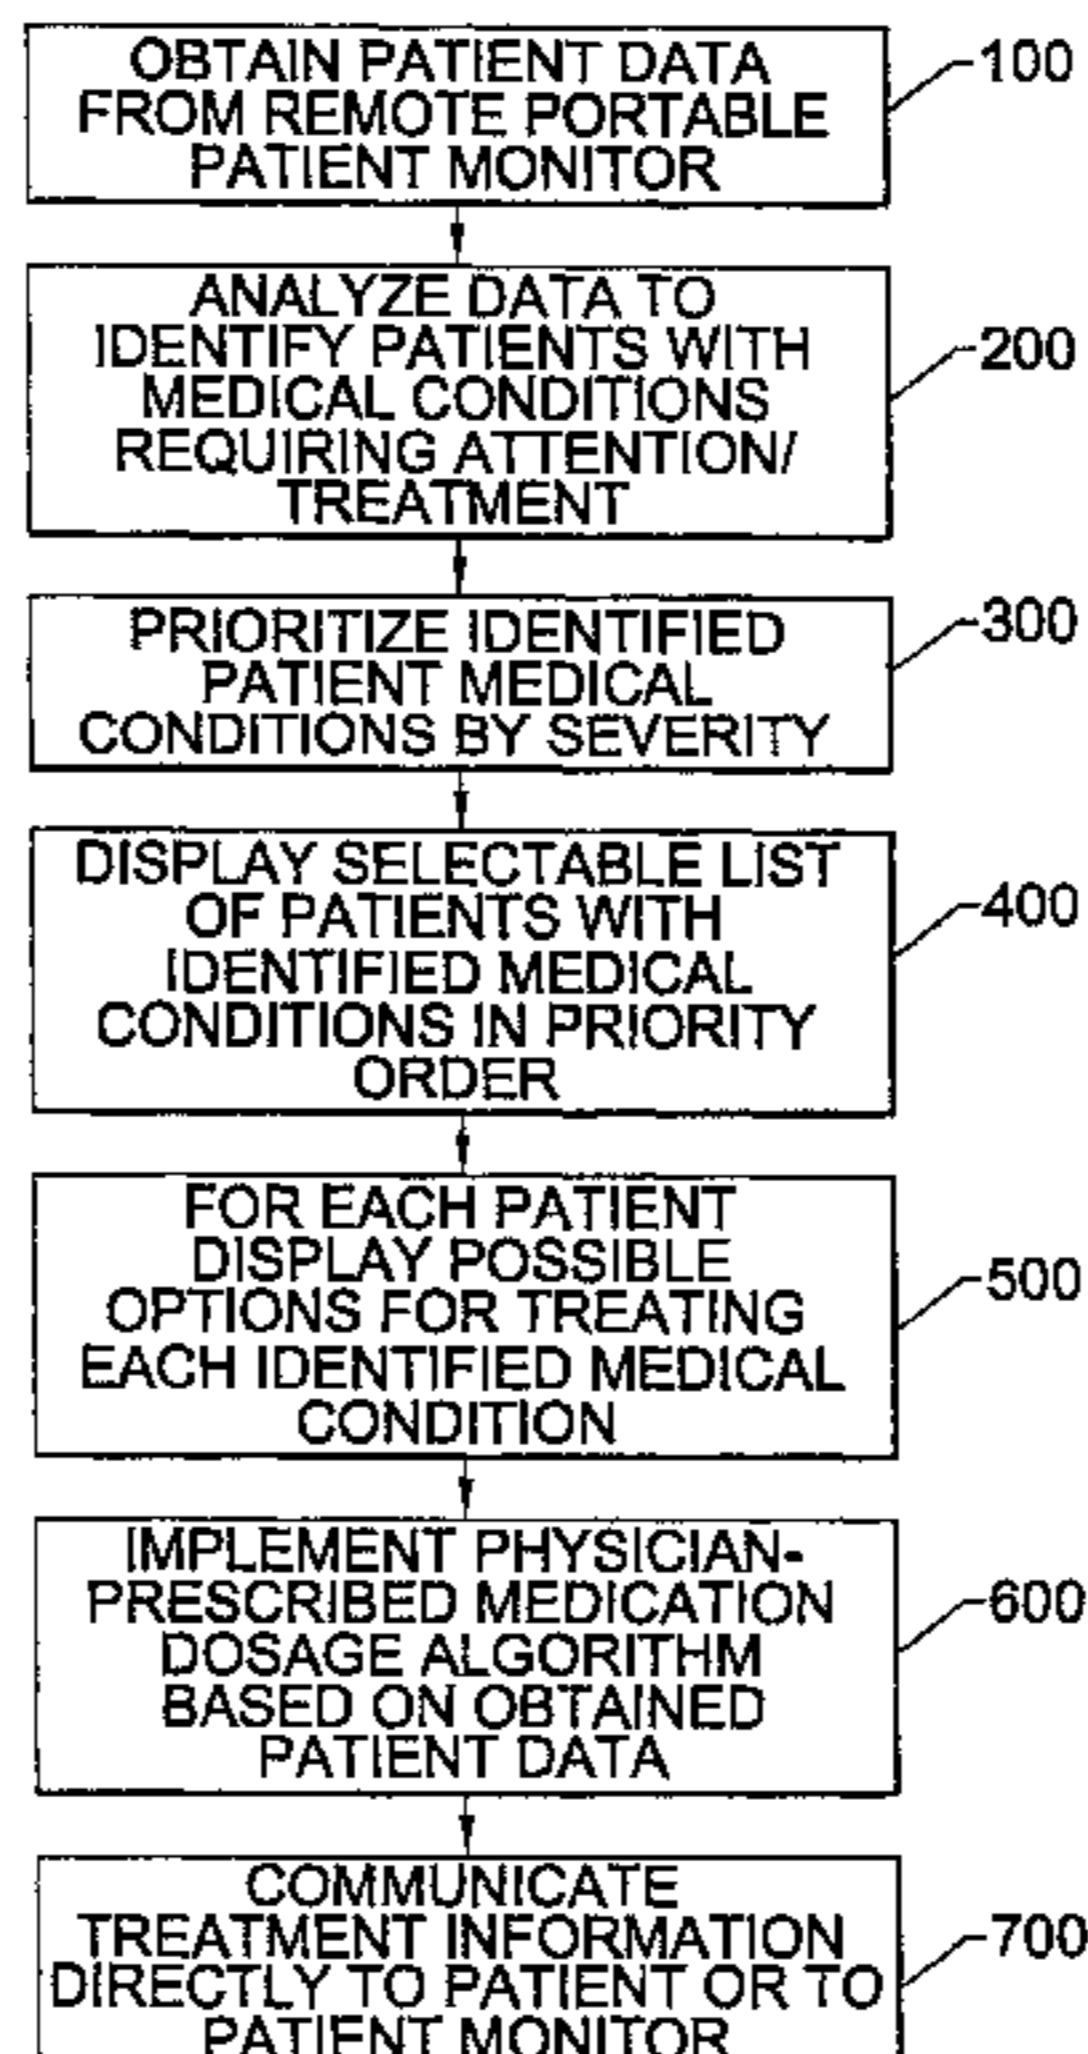 OBTAIN PATIENT DATA
FROM REMOTE PORTABLE
PATIENT MONITOR
100
ANALYZE DATA TO
IDENTIFY PATIENTS WITH
MEDICAL CONDITIONS
REQUIRING ATTENTION/
TREATMENT
200
PRIORITIZE IDENTIFIED
PATIENT MEDICAL
CONDITIONS BY SEVERITY
300
DISPLAY SELECTABLE LIST
OF PATIENTS WITH
IDENTIFIED MEDICAL
CONDITIONS IN PRIORITY
ORDER
400
FOR EACH PATIENT
DISPLAY POSSIBLE
OPTIONS FOR TREATING
EACH IDENTIFIED MEDICAL
CONDITION
500
IMPLEMENT PHYSICIAN-
PRESCRIBED MEDICATION
DOSAGE ALGORITHM
BASED ON OBTAINED
PATIENT DATA
600
COMMUNICATE
TREATMENT INFORMATION
DIRECTLY TO PATIENT OR TO
PATIENT MONITOR
700